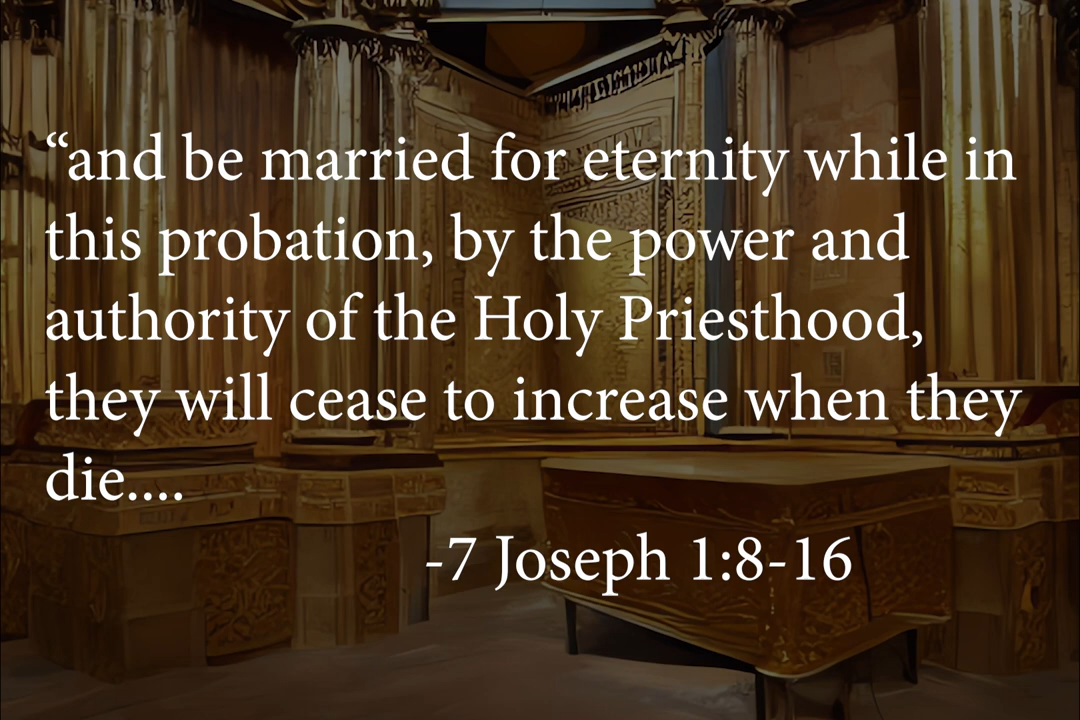 “and be married for eternity while in
this probation, by the power and
authority of the Holy Priesthood,
they will cease to increase when they
die....
-7 Joseph 1:8-16